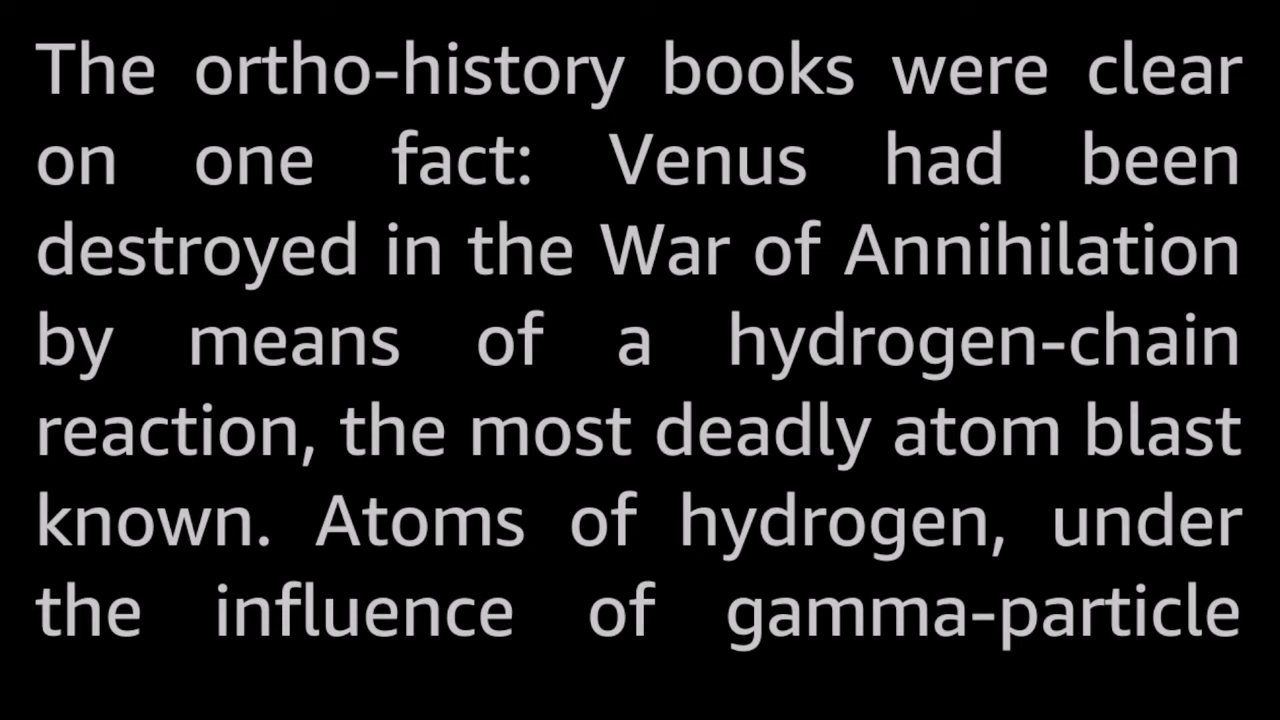 The ortho-history books were clear
on one fact: Venus had been
destroyed in the War of Annihilation
by means of a hydrogen-chain
reaction, the most deadly atom blast
known. Atoms of hydrogen, under
the influence of gamma-particle